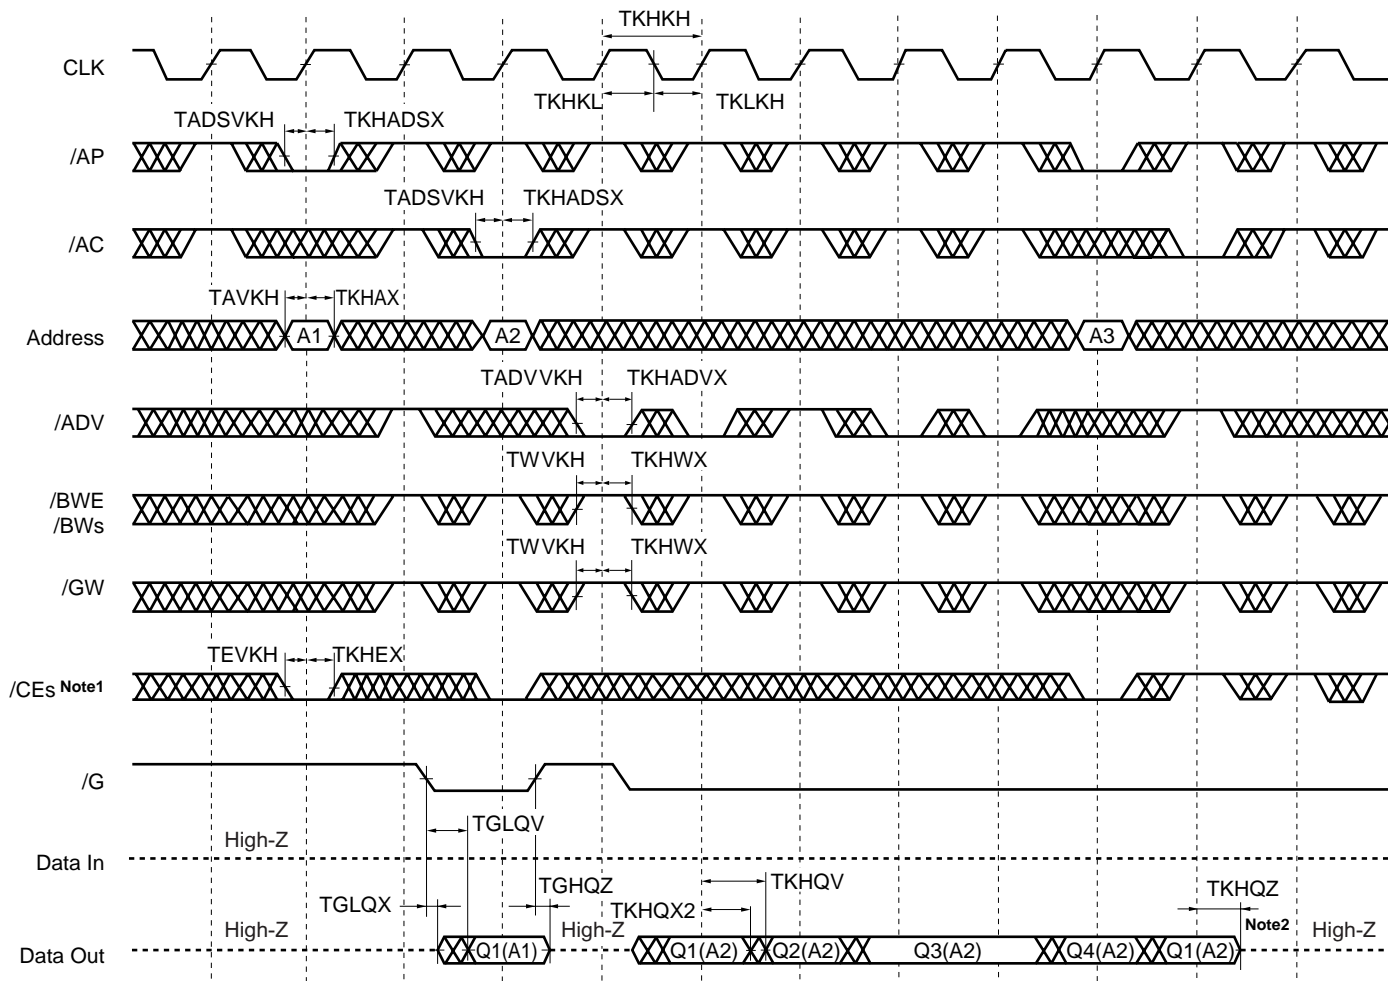 TKHKH
CLK
TKHKL TKLKH
TADSVKH TKHADSX
/AP
TADSVKH TKHADSX
/AC
TAVKH TKHAX
Address A1 A2 A3
TADVVKH TKHADVX
/ADV
TWVKH TKHWX
/BWE
/BWs
TWVKH TKHWX
/GW
TEVKH TKHEX
/CEs Note1
/G
TGLQV
High-Z
Data In
TGHQZ TKHQV TKHQZ
TGLQX TKHQX2
High-Z High-Z Note2 High-Z
Data Out Q1(A1) Q1(A2) Q2(A2) Q3(A2) Q4(A2) Q1(A2)